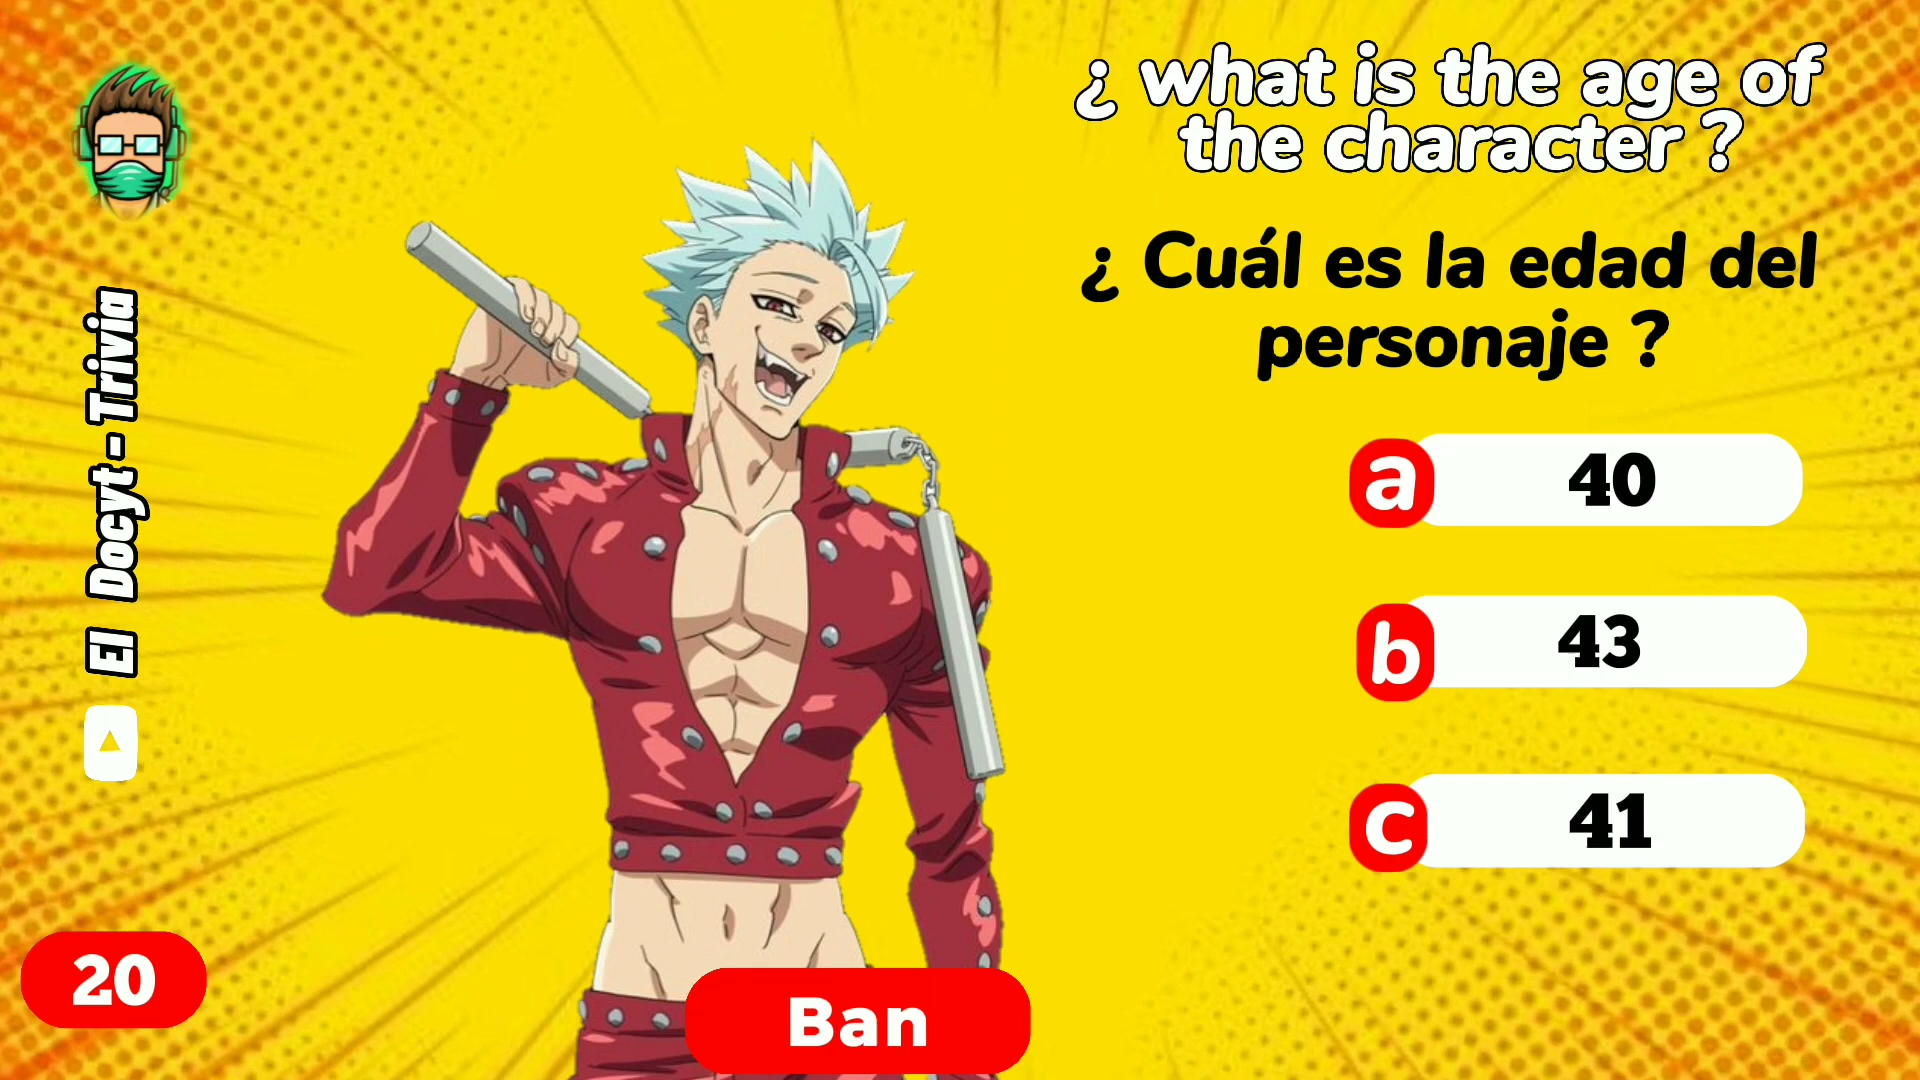 ¿ what is the age of
the character ?
¿ Cuál es la edad del
personaje ?
a 40
b 43
c 41
El Docyt - Trivia
20
Ban